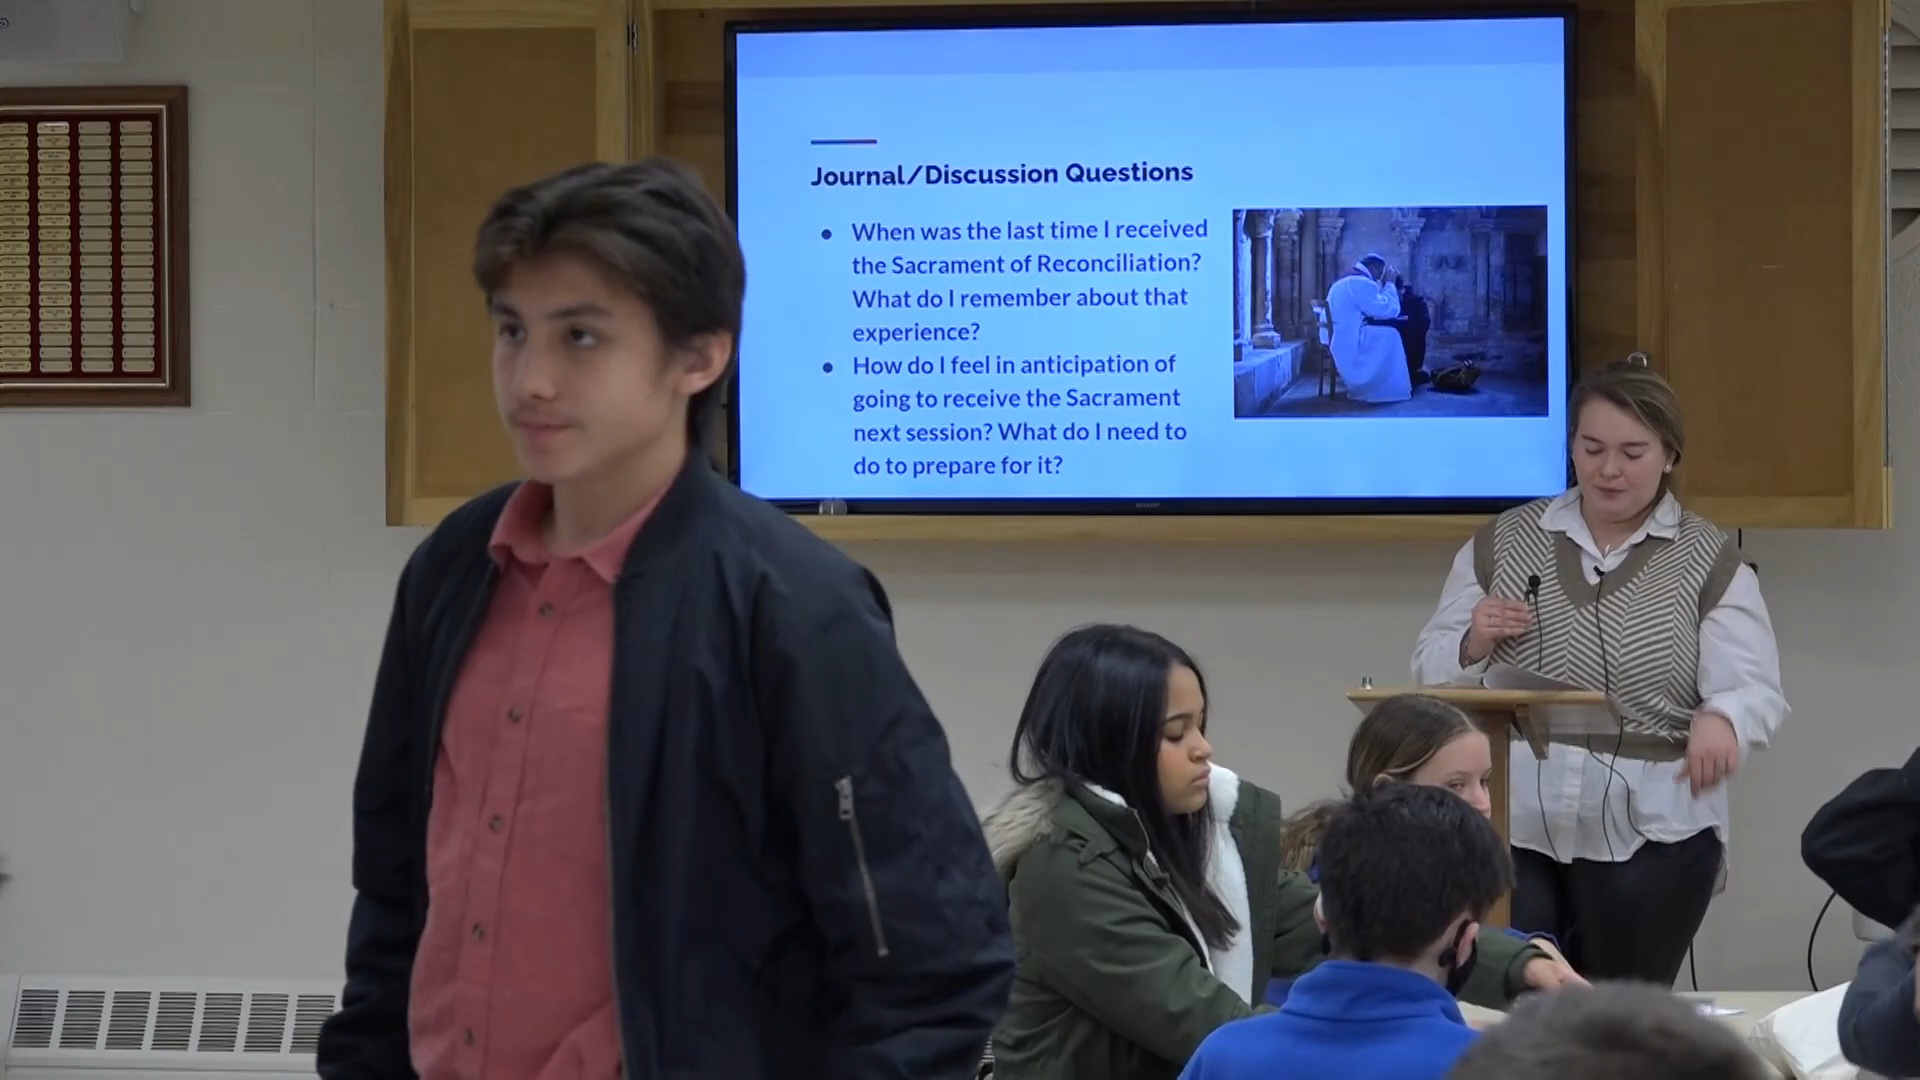 Journal/Discussion Questions
● When was the last time I received
the Sacrament of Reconciliation?
What do I remember about that
experience?
● How do I feel in anticipation of
going to receive the Sacrament
next session? What do I need to
do to prepare for it?
SHARP